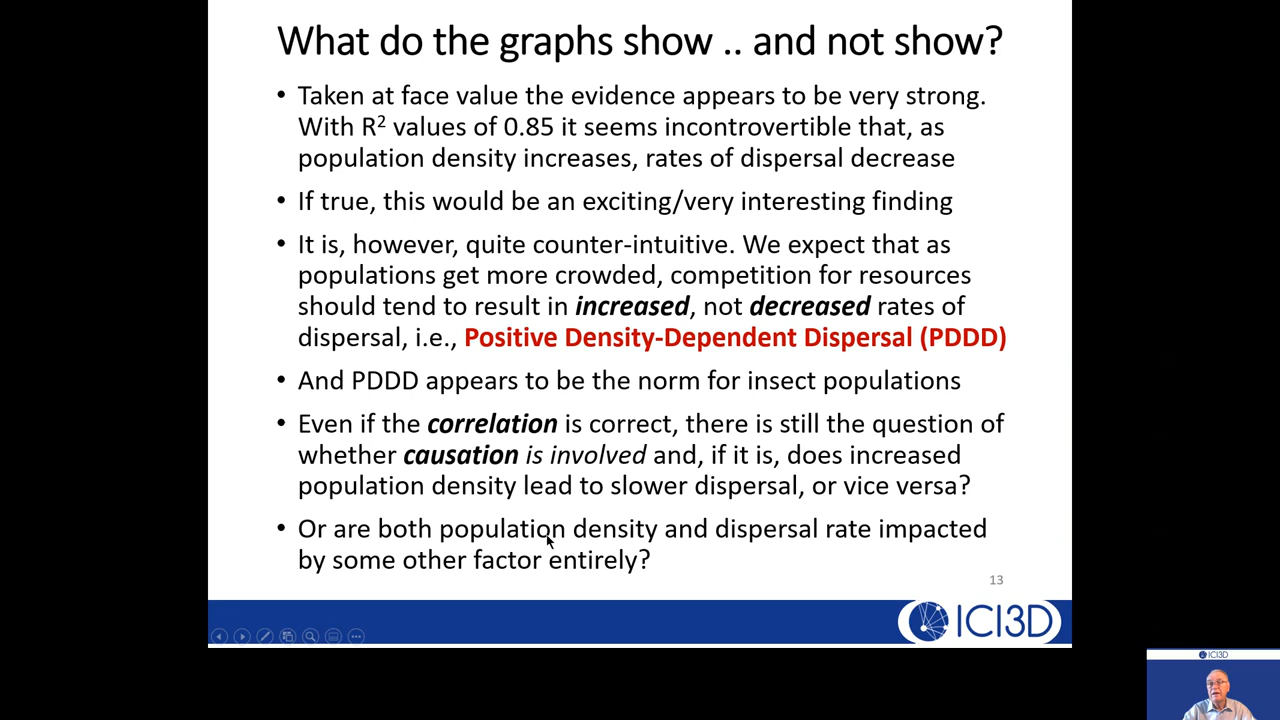 What do the graphs show .. and not show?
• Taken at face value the evidence appears to be very strong.
With R² values of 0.85 it seems incontrovertible that, as
population density increases, rates of dispersal decrease
• If true, this would be an exciting/very interesting finding
• It is, however, quite counter-intuitive. We expect that as
populations get more crowded, competition for resources
should tend to result in increased, not decreased rates of
dispersal, i.e., Positive Density-Dependent Dispersal (PDDD)
• And PDDD appears to be the norm for insect populations
• Even if the correlation is correct, there is still the question of
whether causation is involved and, if it is, does increased
population density lead to slower dispersal, or vice versa?
• Or are both population density and dispersal rate impacted
by some other factor entirely?
13
ICI3D
ICI3D